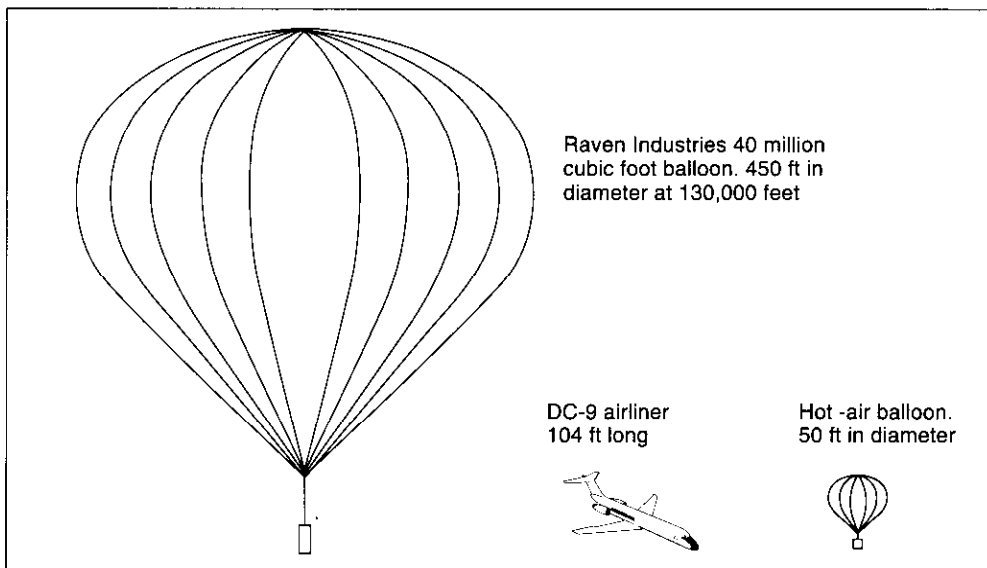 Raven Industries 40 million
cubic foot balloon. 450 ft in
diameter at 130,000 feet
DC-9 airliner
104 ft long
Hot -air balloon.
50 ft in diameter